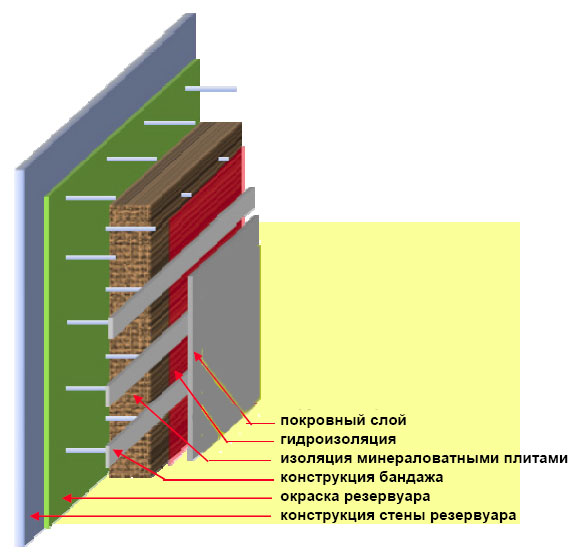 покровный слой
гидроизоляция
изоляция минераловатными плитами
конструкция бандажа
окраска резервуара
конструкция стены резервуара